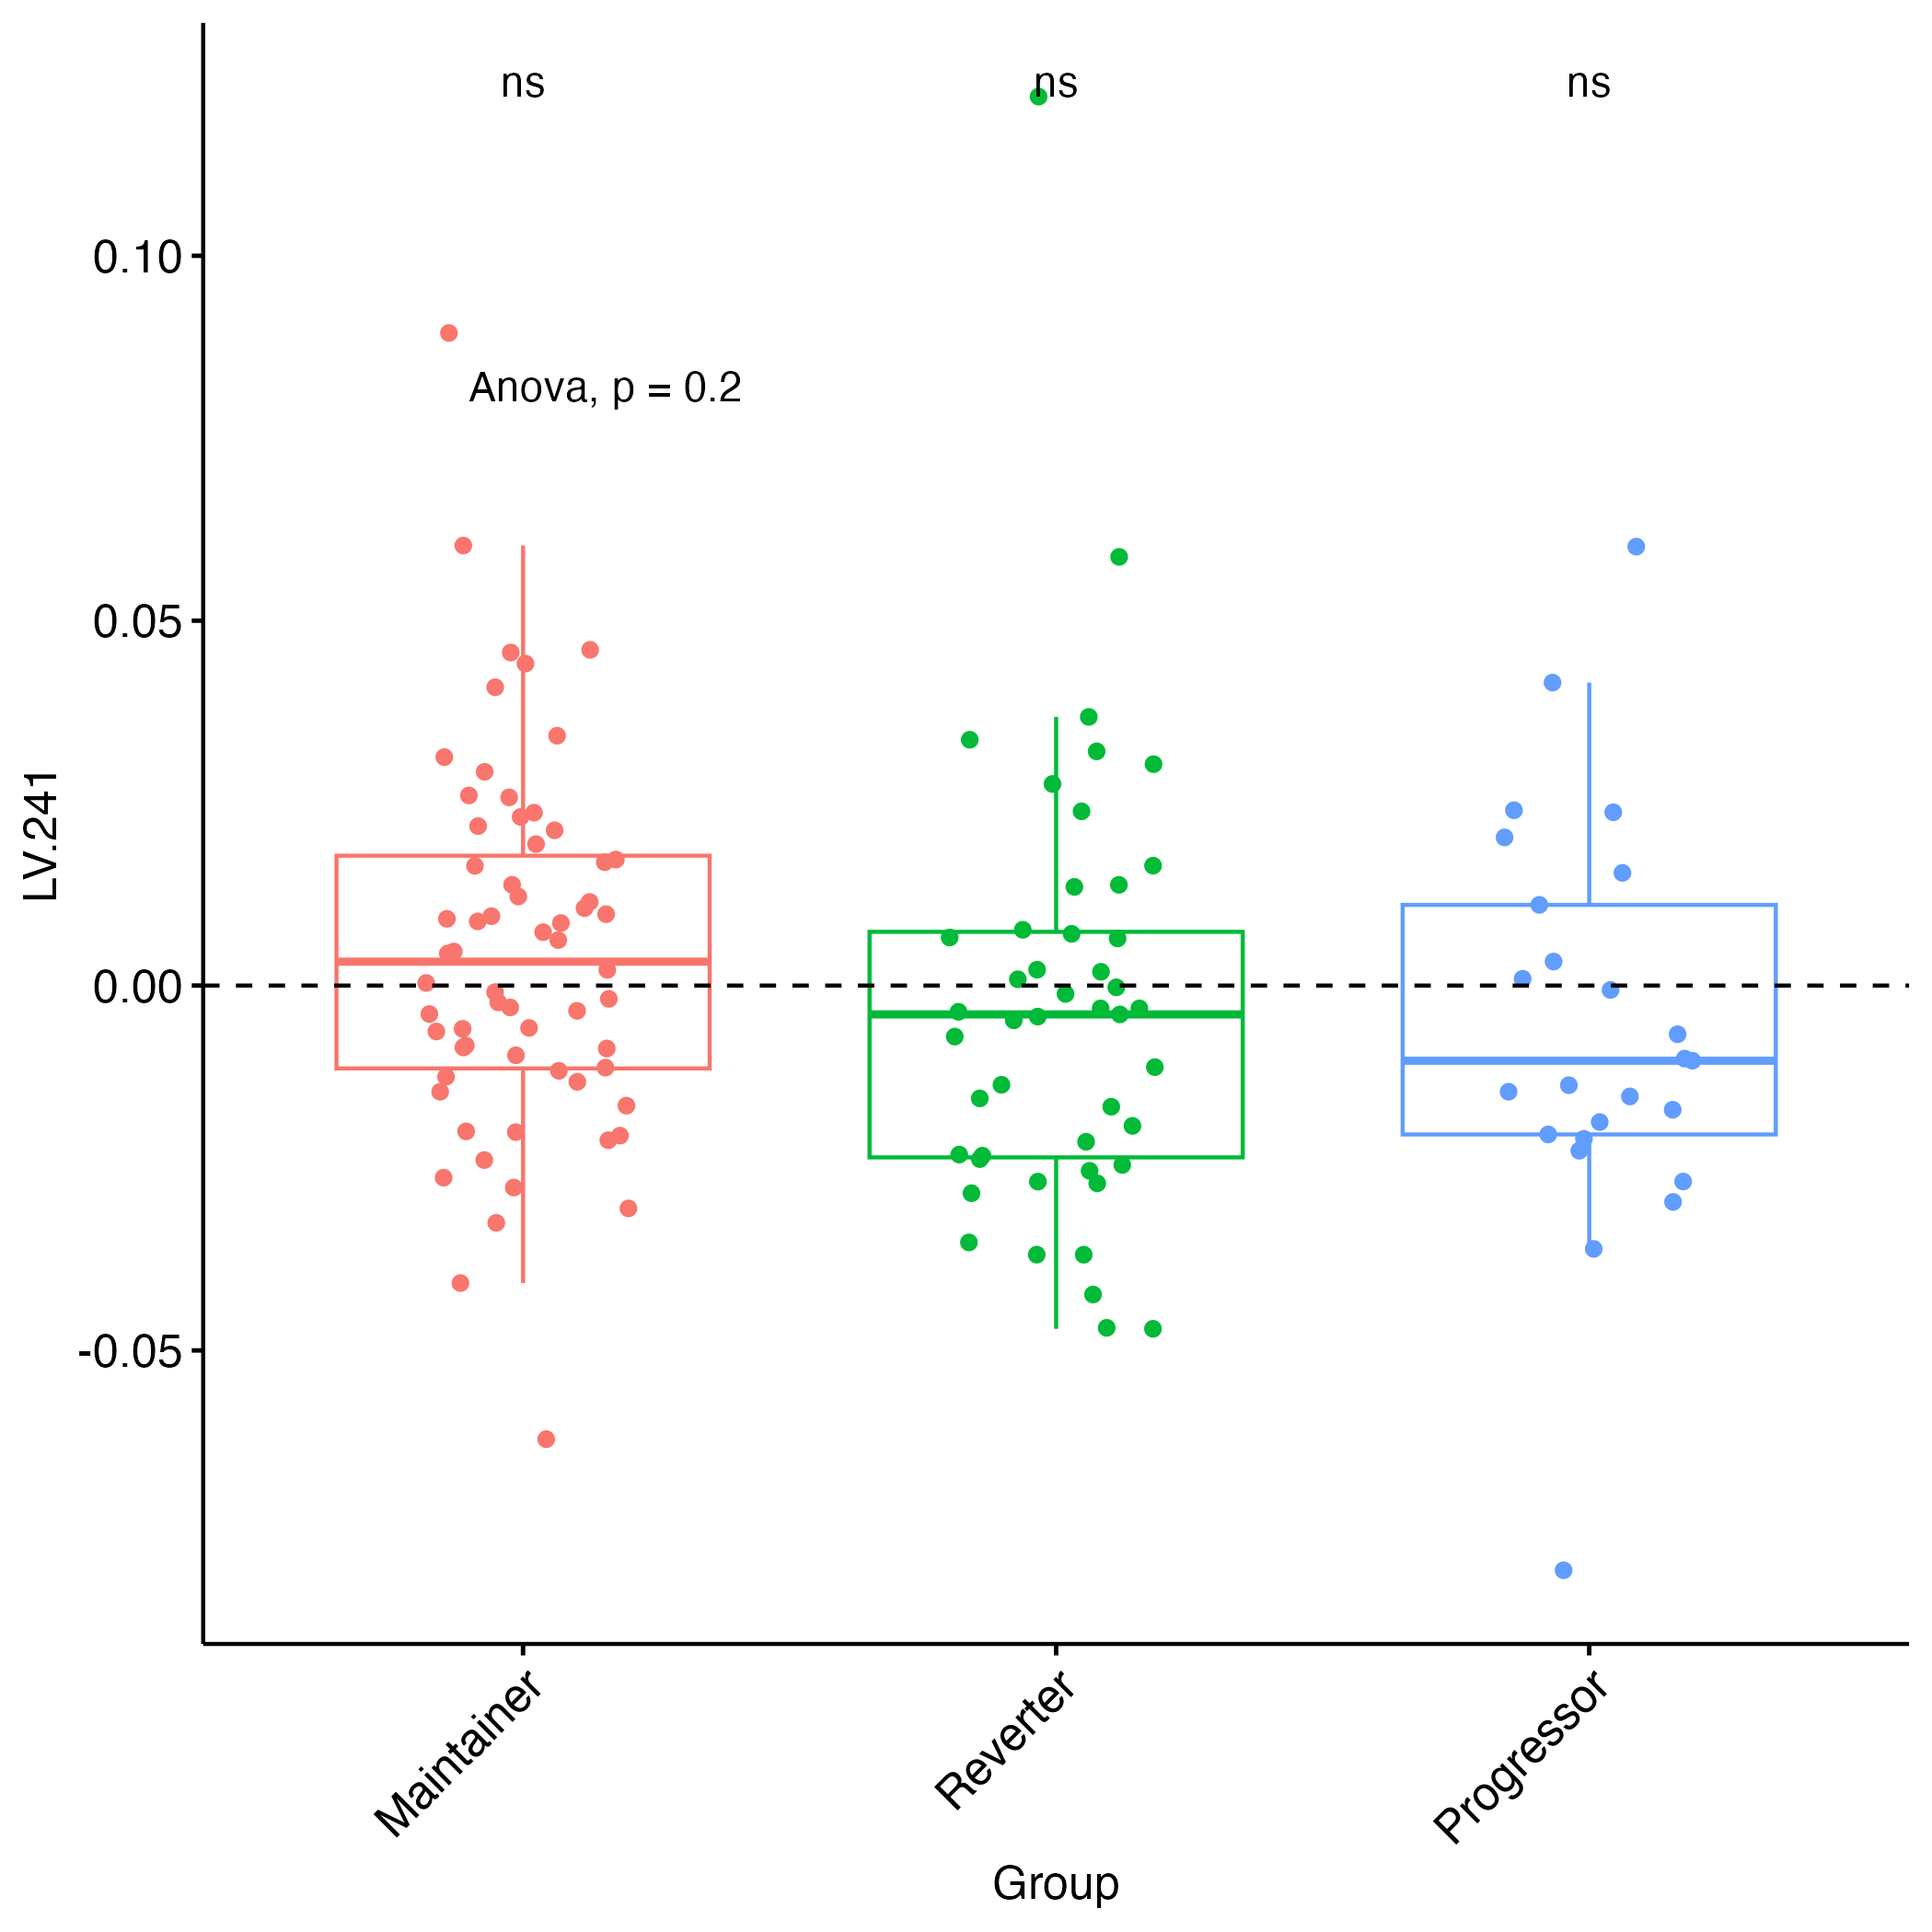 ns ns ns
0.10
Anova, p = 0.2
0.05
LV.241
0.00
-0.05
Maintainer Reverter Progressor
Group